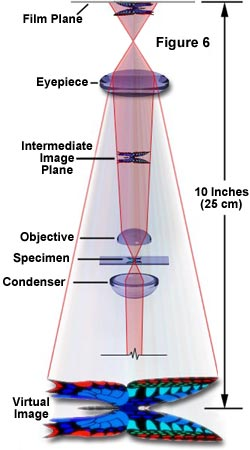 Film Plane
Figure 6
Eyepiece
Intermediate
Image
Plane
10 Inches
(25 cm)
Objective
Specimen
Condenser
Virtual
Image